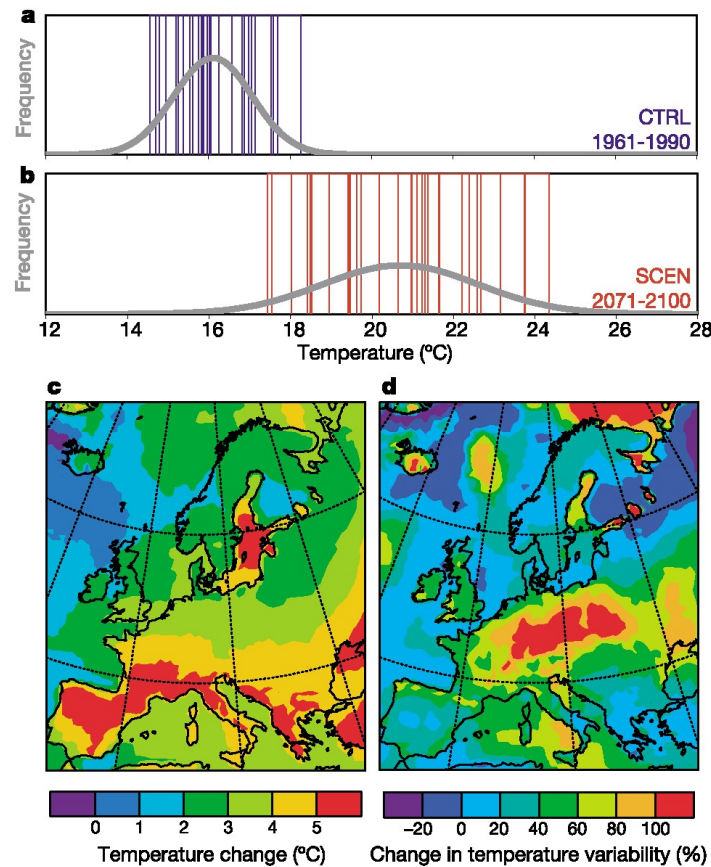 a
Frequency
CTRL
1961-1990
b
Frequency
SCEN
2071-2100
12 14 16 18 20 22 24 26 28
Temperature (ºC)
c d
0 1 2 3 4 5
Temperature change (ºC)
−20 0 20 40 60 80 100
Change in temperature variability (%)